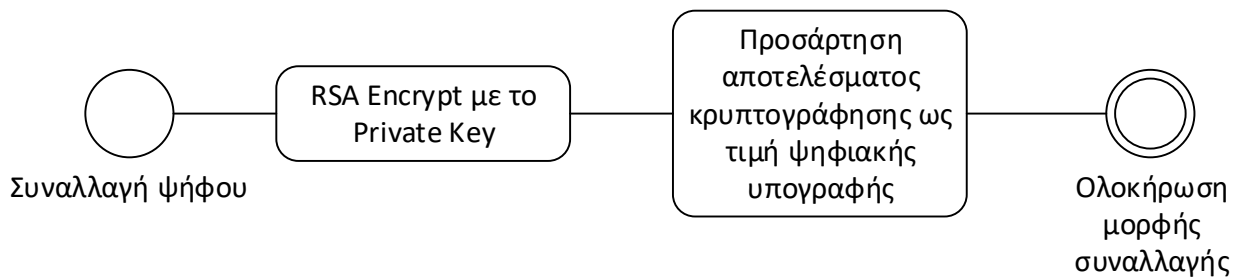 Συναλλαγή ψήφου
RSA Encrypt με το
Private Key
Προσάρτηση
αποτελέσματος
κρυπτογράφησης ως
τιμή ψηφιακής
υπογραφής
Ολοκήρωση
μορφής
συναλλαγής